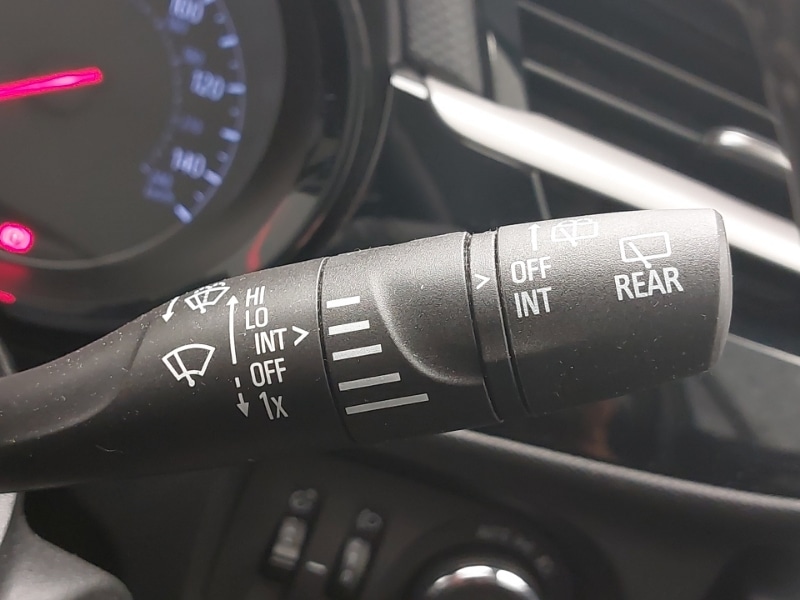 100
120
140
HI
LO
INT
OFF
1x
OFF
INT
REAR